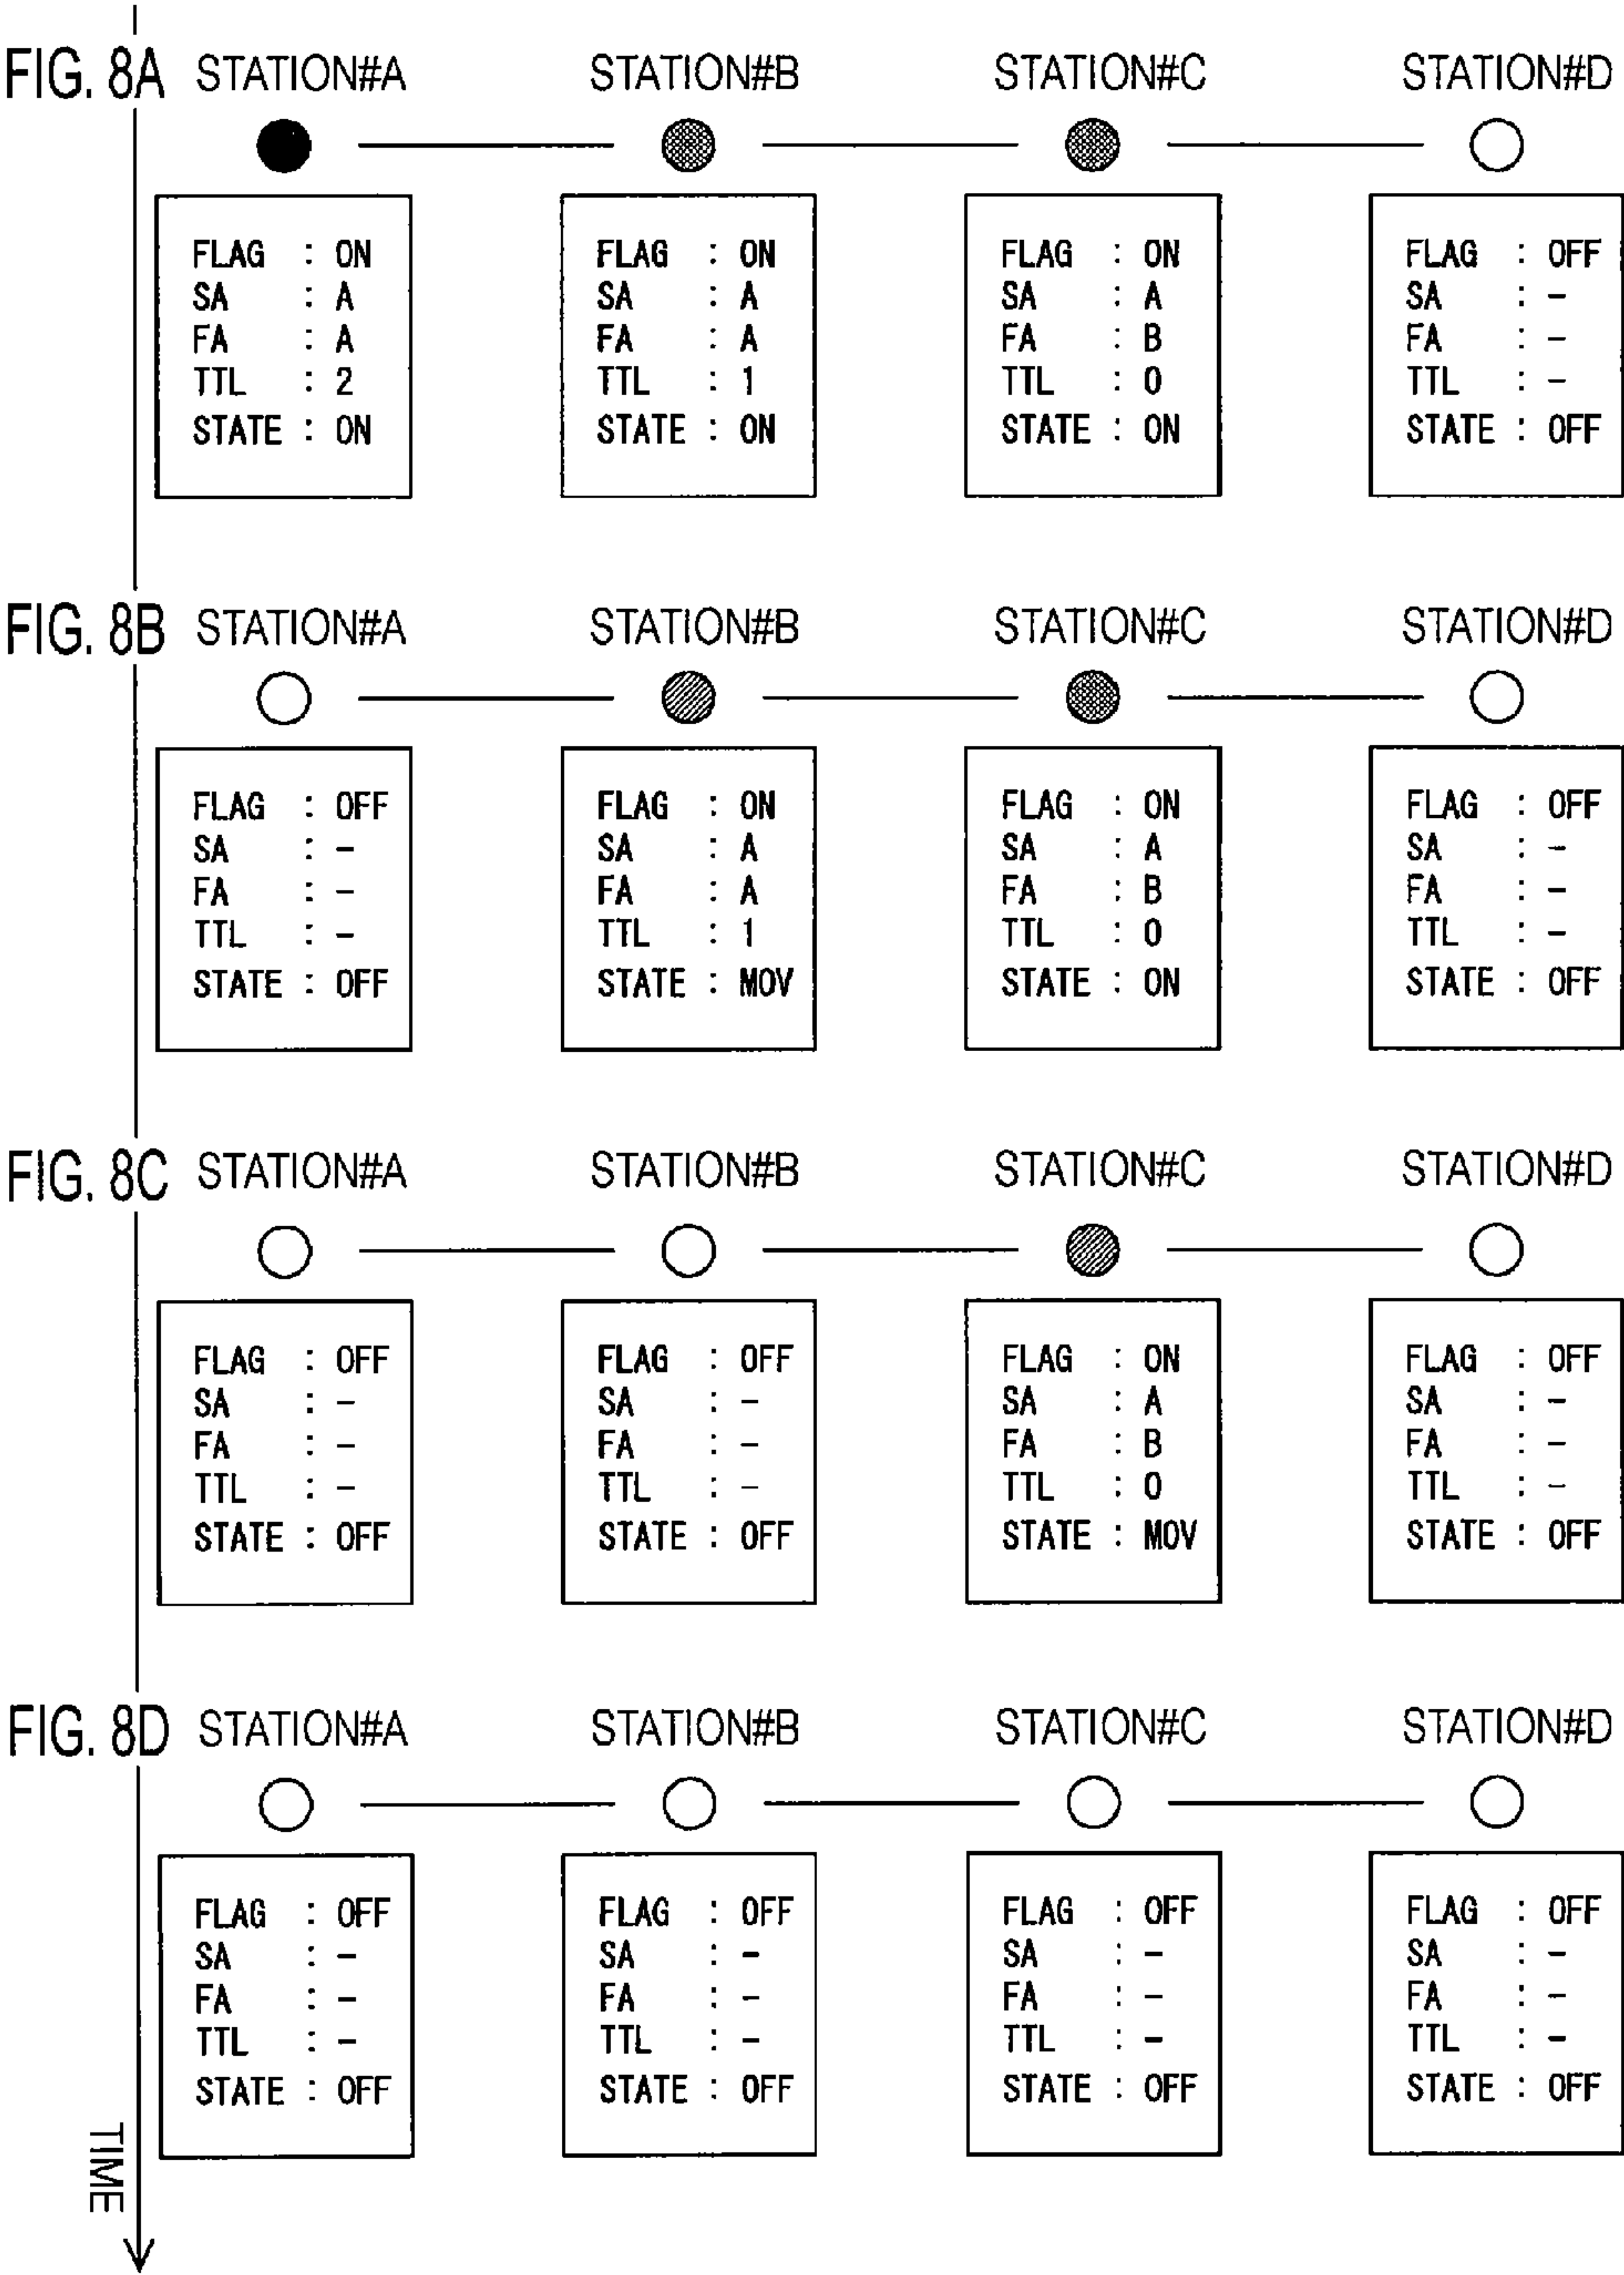 FIG. 8A STATION#A STATION#B STATION#C STATION#D
FLAG : ON FLAG : ON FLAG : ON FLAG : OFF
SA : A SA : A SA : A SA : -
FA : A FA : A FA : B FA : -
TTL : 2 TTL : 1 TTL : 0 TTL : -
STATE : ON STATE : ON STATE : ON STATE : OFF
FIG. 8B STATION#A STATION#B STATION#C STATION#D
FLAG : OFF FLAG : ON FLAG : ON FLAG : OFF
SA : - SA : A SA : A SA : -
FA : - FA : A FA : B FA : -
TTL : - TTL : 1 TTL : 0 TTL : -
STATE : OFF STATE : MOV STATE : ON STATE : OFF
FIG. 8C STATION#A STATION#B STATION#C STATION#D
FLAG : OFF FLAG : OFF FLAG : ON FLAG : OFF
SA : - SA : - SA : A SA : -
FA : - FA : - FA : B FA : -
TTL : - TTL : - TTL : 0 TTL : -
STATE : OFF STATE : OFF STATE : MOV STATE : OFF
FIG. 8D STATION#A STATION#B STATION#C STATION#D
FLAG : OFF FLAG : OFF FLAG : OFF FLAG : OFF
SA : - SA : - SA : - SA : -
FA : - FA : - FA : - FA : -
TTL : - TTL : - TTL : - TTL : -
STATE : OFF STATE : OFF STATE : OFF STATE : OFF
TIME